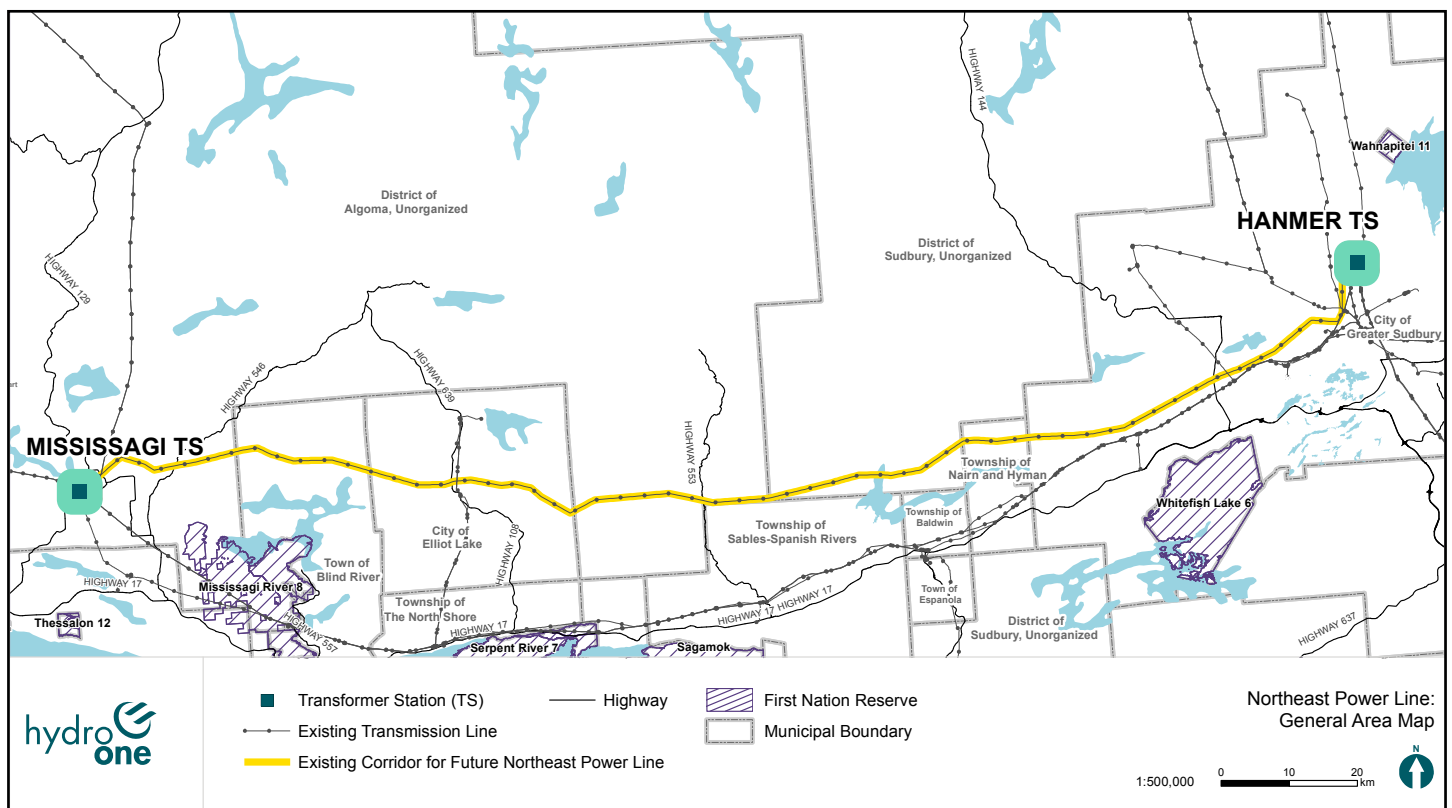 HIGHWAY 144
Wahnapitei 11
District of
Algoma, Unorganized
HANMER TS
District of
Sudbury, Unorganized
HIGHWAY 129
City of
Greater Sudbury
HIGHWAY 546
HIGHWAY 639
art
MISSISSAGI TS
HIGHWAY 553
Township of
Nairn and Hyman
Whitefish Lake 6
Township of
Baldwin
City of
Elliot Lake
Township of
Sables-Spanish Rivers
HIGHWAY 108
Town of
Blind River
HIGHWAY 17
Mississagi River 8
Town of
Espanola
Township of
The North Shore
HIGHWAY 17
HIGHWAY 17
Thessalon 12
HIGHWAY 557
HIGHWAY 17
District of
Sudbury, Unorganized
HIGHWAY 637
Serpent River 7
Sagamok
hydro
one
Transformer Station (TS)
Highway
First Nation Reserve
Existing Transmission Line
Municipal Boundary
Existing Corridor for Future Northeast Power Line
Northeast Power Line:
General Area Map
N
1:500,000
0 10 20
km